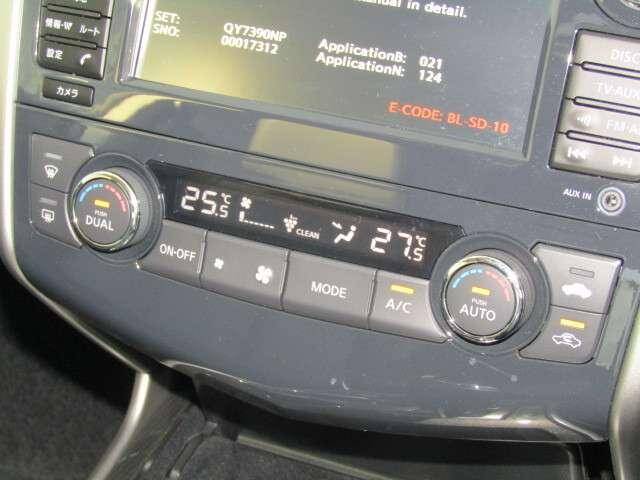 manual in detail.
SET: QY7390NP
SNO: 00017312
ApplicationB: 021
ApplicationN: 124
E-CODE: BL-SD-10
情報・VV ルート
設定
カメラ
DISC
TV-AUX
FM-A
AUX IN
PUSH
DUAL
25.5℃
CLEAN
27.5℃
ON·OFF
MODE
A/C
PUSH
AUTO